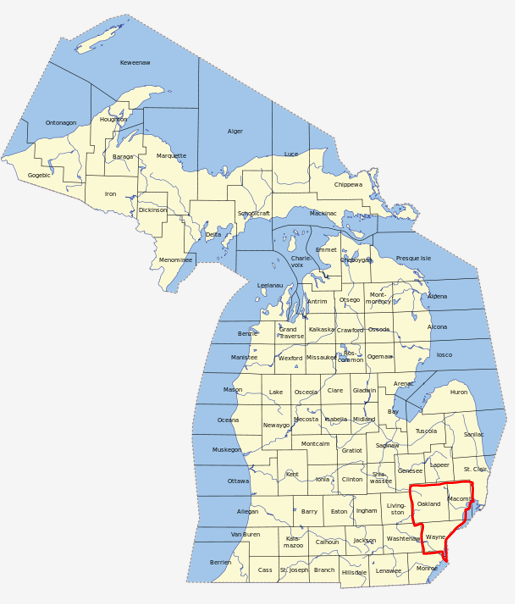 Keweenaw
Ontonagon
Houghton
Alger
Luce
Baraga
Marquette
Gogebic
Chippewa
Iron
Dickinson
Schoolcraft
Mackinac
Delta
Menominee
Emmet
Charle-
voix
Cheboygan
Presque Isle
Leelanau
Antrim
Otsego
Mont-
morency
Alpena
Benzie
Grand
Traverse
Kalkaska
Crawford
Oscoda
Alcona
Manistee
Wexford
Missaukee
Ros-
common
Ogemaw
Iosco
Mason
Lake
Osceola
Clare
Gladwin
Arenac
Huron
Oceana
Newaygo
Mecosta
Isabella
Midland
Bay
Tuscola
Sanilac
Muskegon
Montcalm
Gratiot
Saginaw
Genesee
Lapeer
St. Clair
Ottawa
Kent
Ionia
Clinton
Shia-
wassee
Oakland
Macomb
Allegan
Barry
Eaton
Ingham
Living-
ston
Van Buren
Kala-
mazoo
Calhoun
Jackson
Washtenaw
Wayne
Berrien
Cass
St. Joseph
Branch
Hillsdale
Lenawee
Monroe